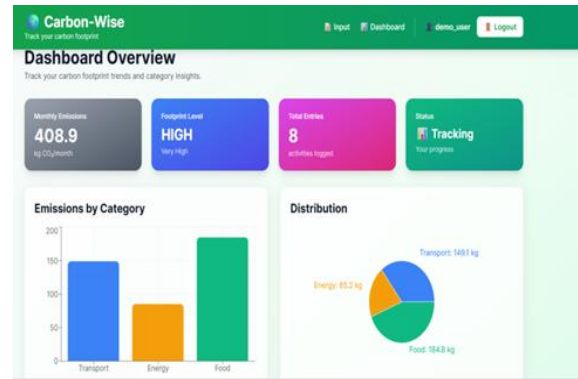 Carbon-Wise
Track your carbon footprint
Input Dashboard demo_user Logout
Dashboard Overview
Track your carbon footprint trends and category insights.
Monthly Emissions
408.9
kg CO₂/month
Footprint Level
HIGH
Very High
Total Entries
8
activities logged
Status
Tracking
Your progress
Emissions by Category
200
150
100
50
0
Transport Energy Food
Distribution
Transport: 149.1 kg
Energy: 85.2 kg
Food: 184.8 kg